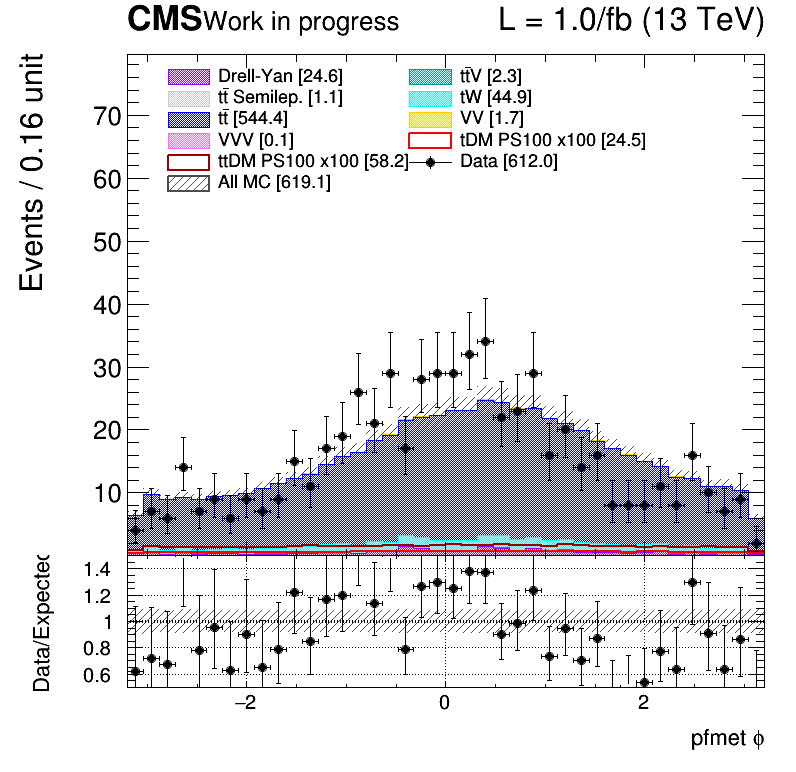 CMS Work in progress L = 1.0/fb (13 TeV)
Events / 0.16 unit
Drell-Yan [24.6] tt̄V [2.3]
tt̄ Semilep. [1.1] tW [44.9]
tt̄ [544.4] VV [1.7]
VVV [0.1] tDM PS100 x100 [24.5]
ttDM PS100 x100 [58.2] Data [612.0]
All MC [619.1]
70
60
50
40
30
20
10
Data/Expected
1.4
1.2
1
0.8
0.6
−2 0 2
pfmet ϕ